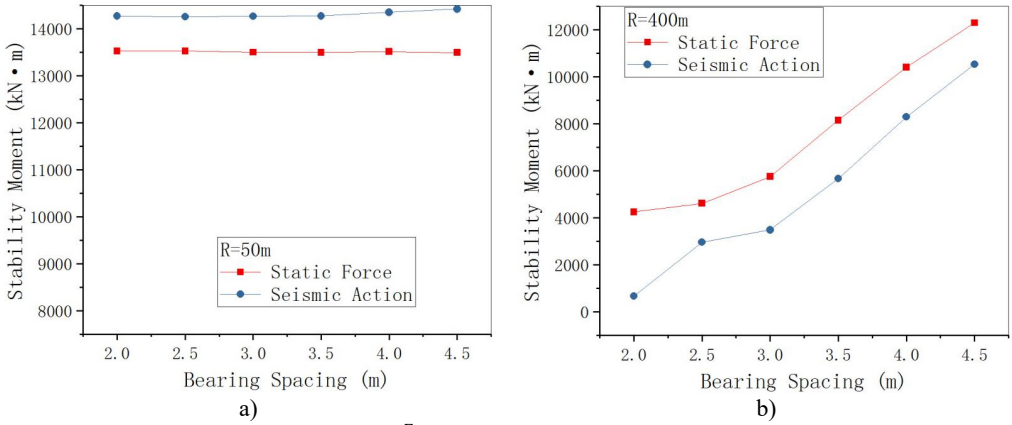 Stability Moment (kN·m)
14000
13000
12000
11000
10000
9000
8000
R=50m
Static Force
Seismic Action
2.0 2.5 3.0 3.5 4.0 4.5
Bearing Spacing (m)
a)
Stability Moment (kN·m)
12000
10000
8000
6000
4000
2000
0
R=400m
Static Force
Seismic Action
2.0 2.5 3.0 3.5 4.0 4.5
Bearing Spacing (m)
b)